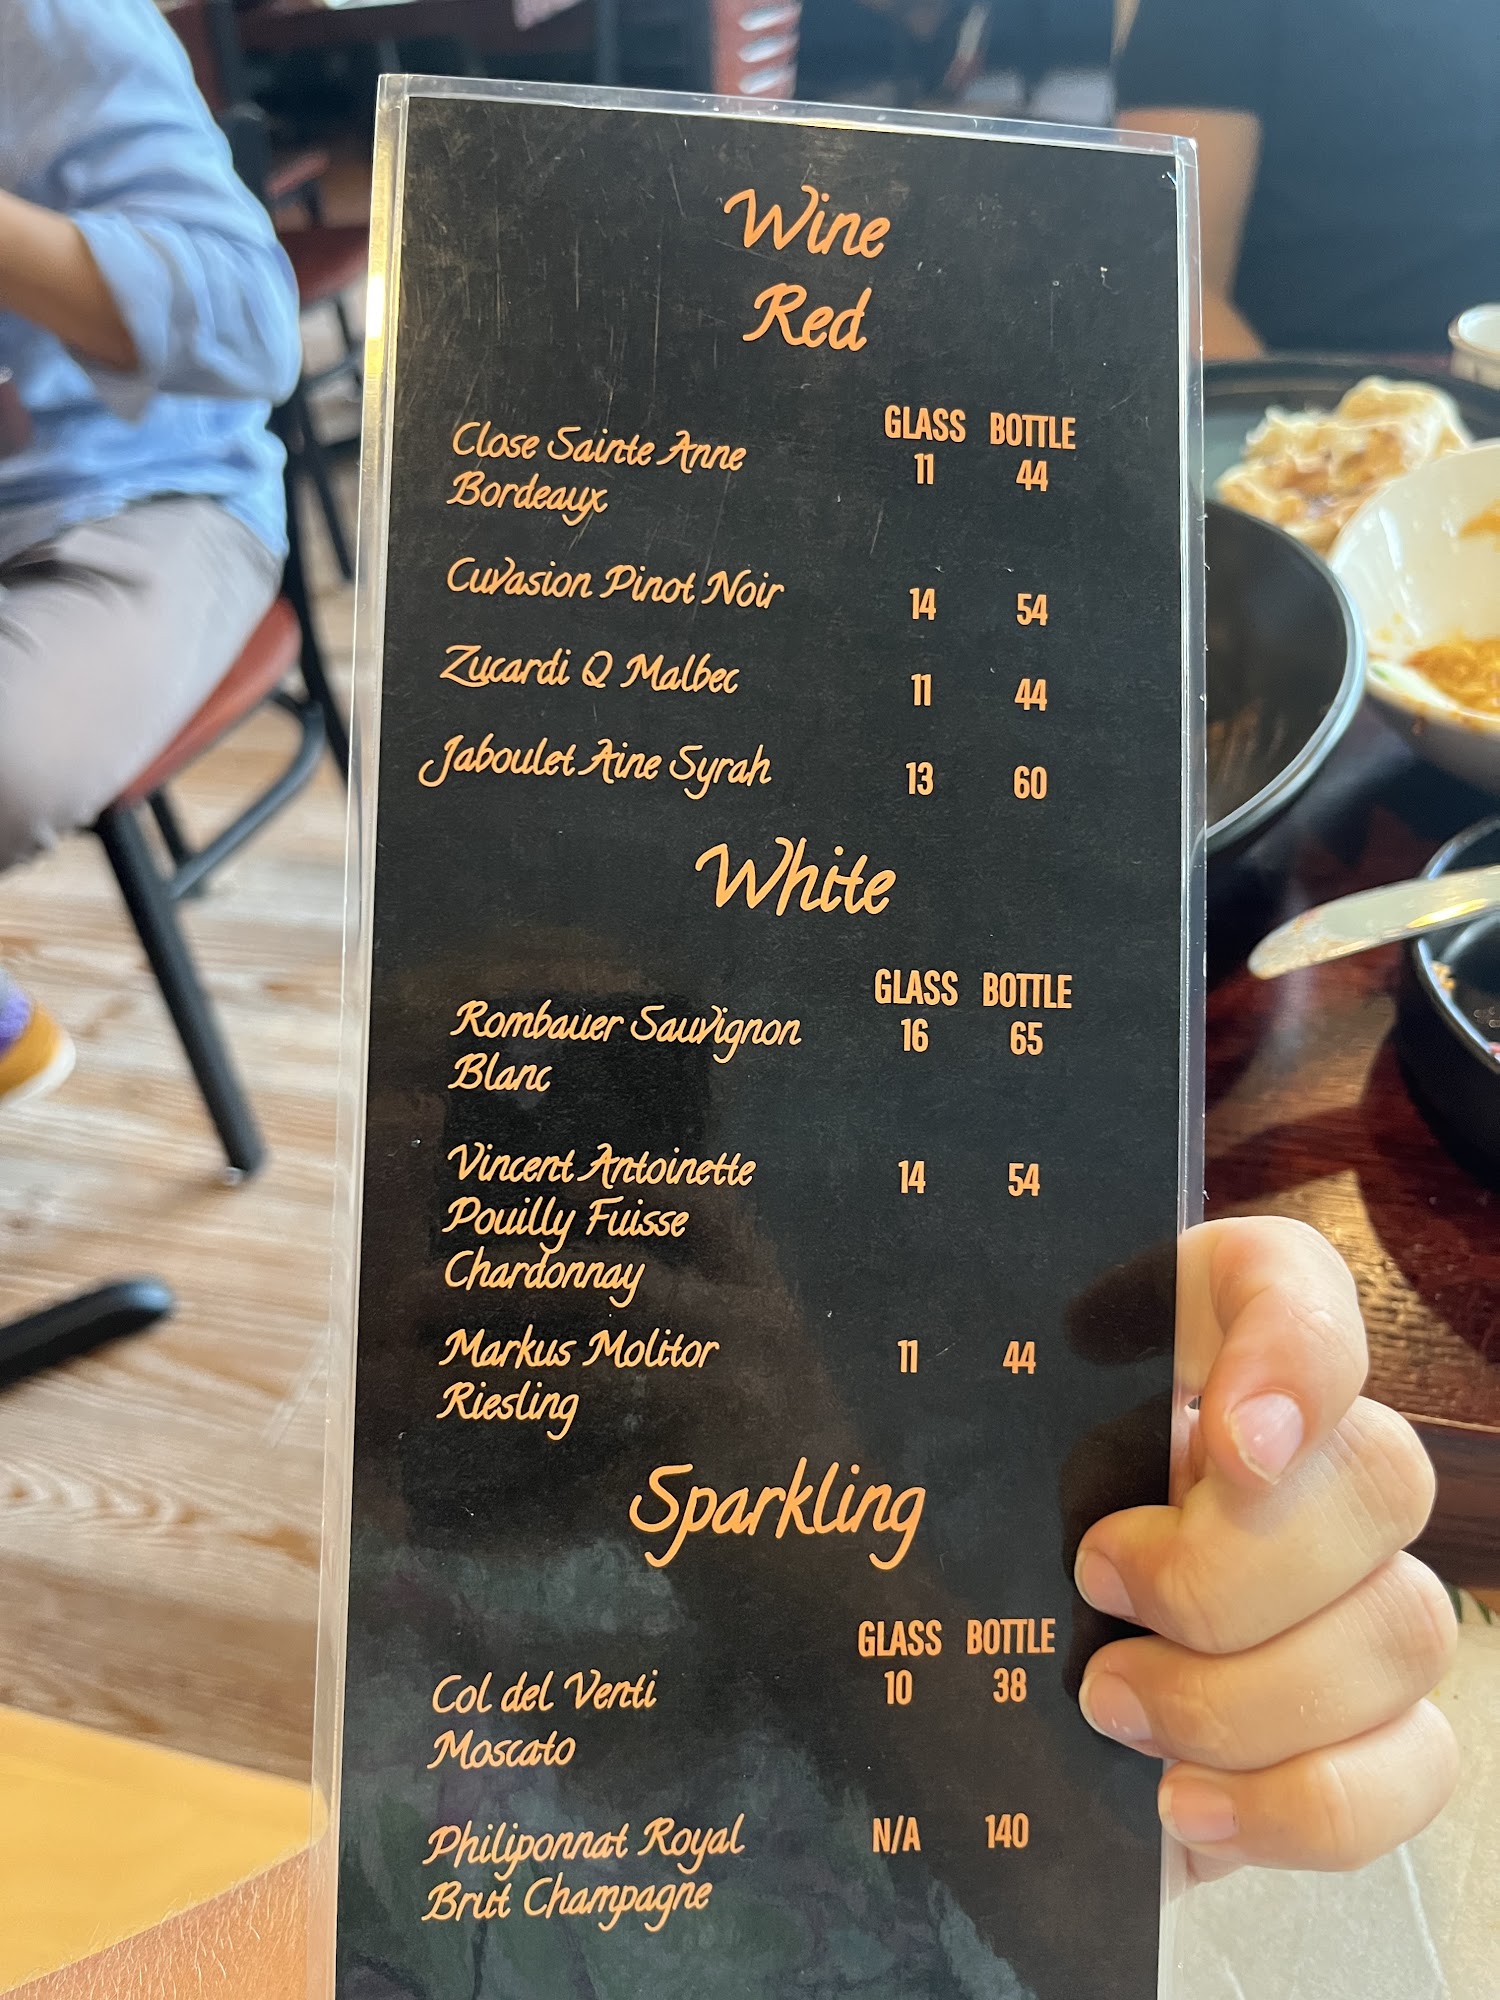 Wine
Red
GLASS BOTTLE
Close Sainte Anne 11 44
Bordeaux
Cuvasion Pinot Noir 14 54
Zucardi Q Malbec 11 44
Jaboulet Aine Syrah 13 60
White
GLASS BOTTLE
Rombauer Sauvignon 16 65
Blanc
Vincent Antoinette 14 54
Pouilly Fuisse
Chardonnay
Markus Molitor 11 44
Riesling
Sparkling
GLASS BOTTLE
Col del Venti 10 38
Moscato
Philiponnat Royal N/A 140
Brut Champagne